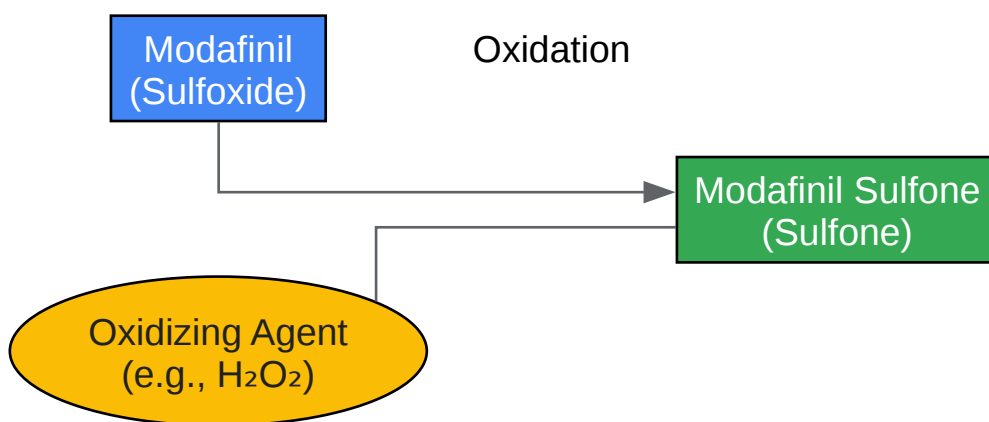 Modafinil
(Sulfoxide)
Oxidation
Modafinil Sulfone
(Sulfone)
Oxidizing Agent
(e.g., H₂O₂)